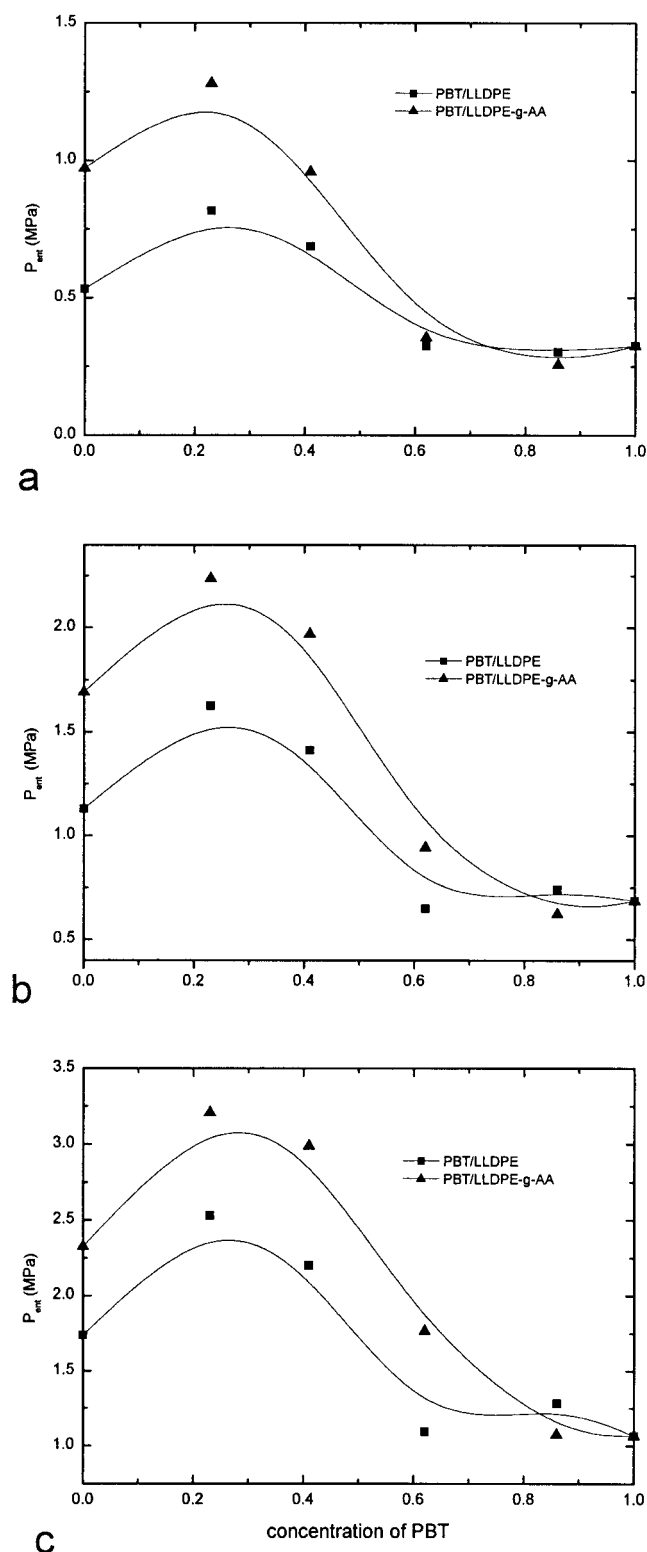 1.5
1.0
0.5
0.0
P_ent (MPa)
PBT/LLDPE
PBT/LLDPE-g-AA
0.0 0.2 0.4 0.6 0.8 1.0
a
2.0
1.5
1.0
0.5
P_ent (MPa)
PBT/LLDPE
PBT/LLDPE-g-AA
0.0 0.2 0.4 0.6 0.8 1.0
b
3.5
3.0
2.5
2.0
1.5
1.0
P_ent (MPa)
PBT/LLDPE
PBT/LLDPE-g-AA
0.0 0.2 0.4 0.6 0.8 1.0
concentration of PBT
c